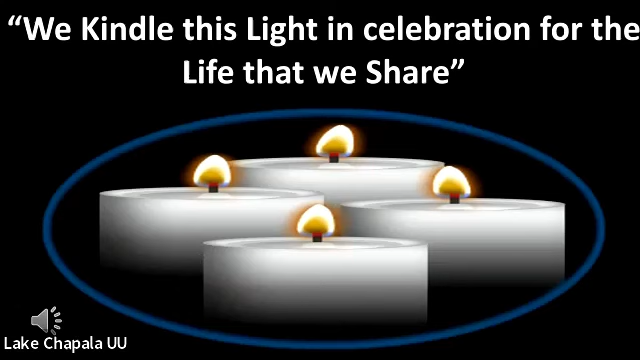 “We Kindle this Light in celebration for the
Life that we Share”
Lake Chapala UU